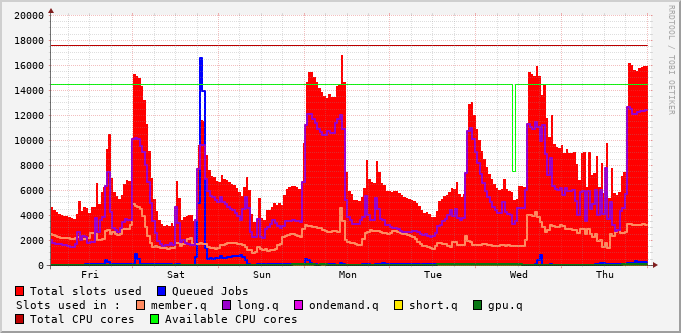 20000
18000
16000
14000
12000
10000
8000
6000
4000
2000
0
Fri Sat Sun Mon Tue Wed Thu
RRDTOOL / TOBI OETIKER
Total slots used Queued Jobs
Slots used in : member.q long.q ondemand.q short.q gpu.q
Total CPU cores Available CPU cores